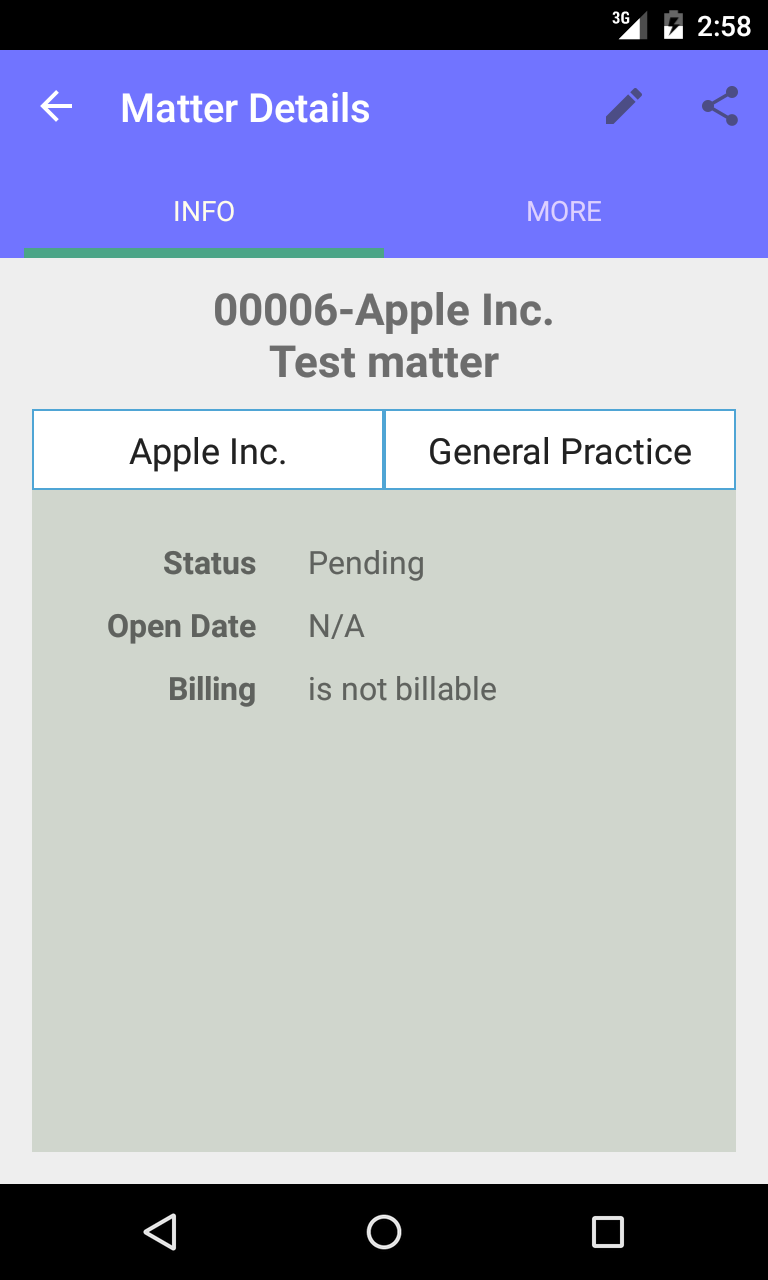 3G 2:58
Matter Details
INFO MORE
00006-Apple Inc.
Test matter
Apple Inc. General Practice
Status Pending
Open Date N/A
Billing is not billable